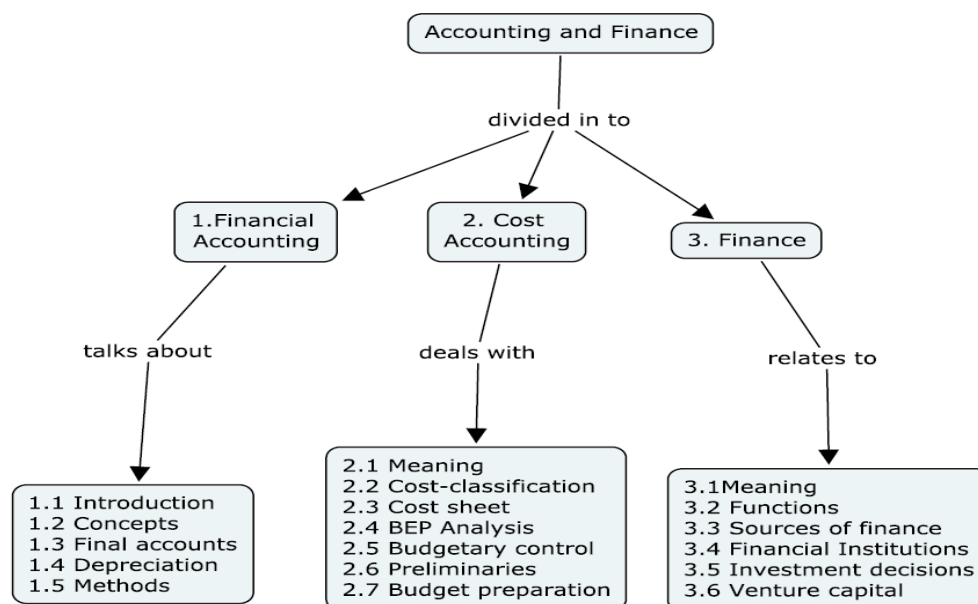 Accounting and Finance
divided in to
1.Financial
Accounting
2. Cost
Accounting
3. Finance
talks about
deals with
relates to
1.1 Introduction
1.2 Concepts
1.3 Final accounts
1.4 Depreciation
1.5 Methods
2.1 Meaning
2.2 Cost-classification
2.3 Cost sheet
2.4 BEP Analysis
2.5 Budgetary control
2.6 Preliminaries
2.7 Budget preparation
3.1Meaning
3.2 Functions
3.3 Sources of finance
3.4 Financial Institutions
3.5 Investment decisions
3.6 Venture capital